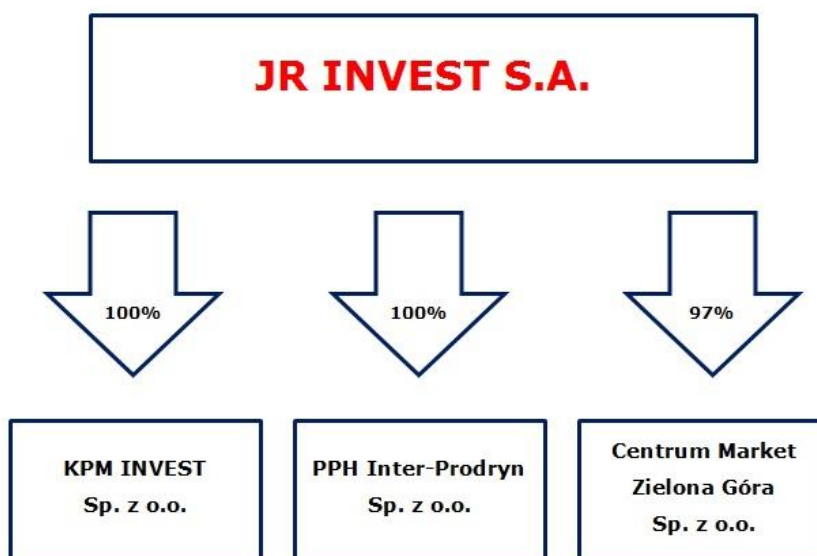 JR INVEST S.A.
100%
100%
97%
KPM INVEST
Sp. z o.o.
PPH Inter-Prodryn
Sp. z o.o.
Centrum Market
Zielona Góra
Sp. z o.o.